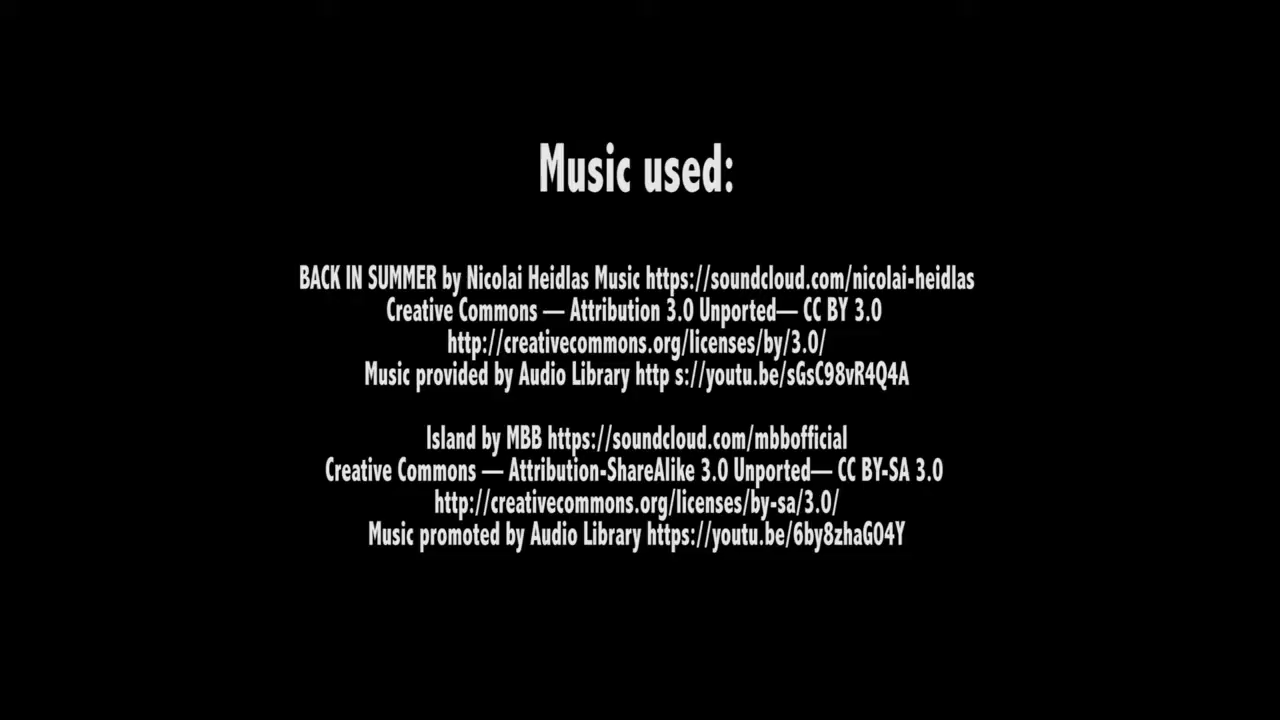 Music used:
BACK IN SUMMER by Nicolai Heidlas Music https://soundcloud.com/nicolai-heidlas
Creative Commons — Attribution 3.0 Unported— CC BY 3.0
http://creativecommons.org/licenses/by/3.0/
Music provided by Audio Library http s://youtu.be/sGsC98vR4Q4A
Island by MBB https://soundcloud.com/mbbofficial
Creative Commons — Attribution-ShareAlike 3.0 Unported— CC BY-SA 3.0
http://creativecommons.org/licenses/by-sa/3.0/
Music promoted by Audio Library https://youtu.be/6by8zhaG04Y